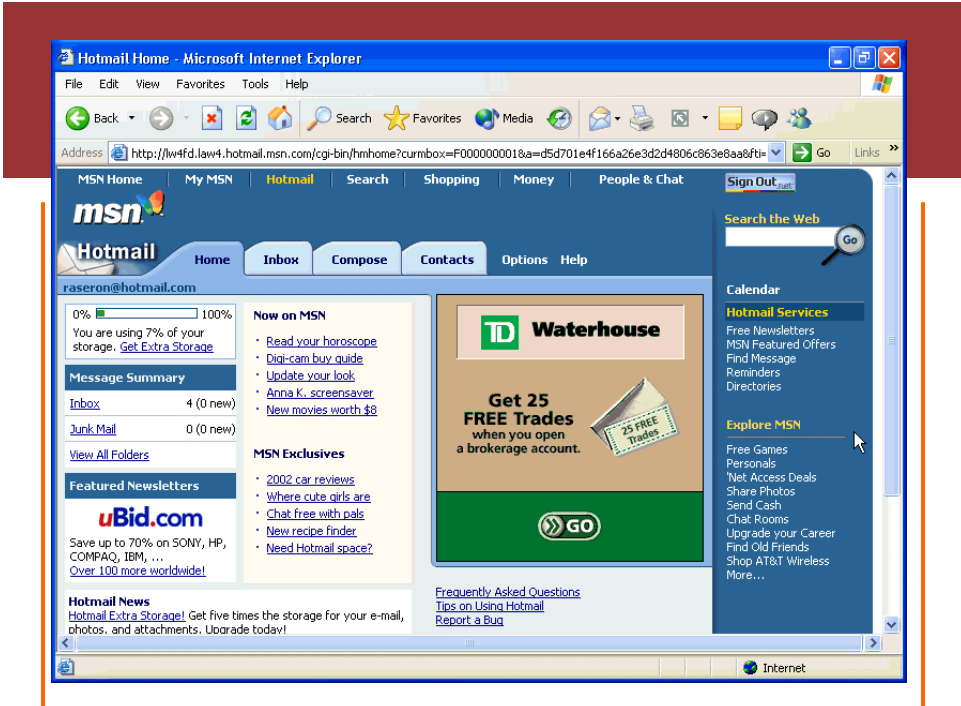 Hotmail Home - Microsoft Internet Explorer
File Edit View Favorites Tools Help
Back Search Favorites Media
Address http://lw4fd.law4.hotmail.msn.com/cgi-bin/hmhome?curmbox=F000000001&a=d5d701e4f166a26e3d2d4806c863e8aa&fti= Go Links »
MSN Home My MSN Hotmail Search Shopping Money People & Chat
Sign Out.net
msn
Search the Web
Go
Hotmail
Home Inbox Compose Contacts Options Help
raseron@hotmail.com
0% 100%
You are using 7% of your
storage. Get Extra Storage
Message Summary
Inbox 4 (0 new)
Junk Mail 0 (0 new)
View All Folders
Featured Newsletters
uBid.com
Save up to 70% on SONY, HP,
COMPAQ, IBM, ...
Over 100 more worldwide!
Now on MSN
· Read your horoscope
· Digi-cam buy guide
· Update your look
· Anna K. screensaver
· New movies worth $8
MSN Exclusives
· 2002 car reviews
· Where cute girls are
· Chat free with pals
· New recipe finder
· Need Hotmail space?
TD Waterhouse
Get 25
FREE Trades
when you open
a brokerage account.
25 FREE
Trades
GO
Calendar
Hotmail Services
Free Newsletters
MSN Featured Offers
Find Message
Reminders
Directories
Explore MSN
Free Games
Personals
'Net Access Deals
Share Photos
Send Cash
Chat Rooms
Upgrade your Career
Find Old Friends
Shop AT&T Wireless
More...
Hotmail News
Hotmail Extra Storage! Get five times the storage for your e-mail,
photos, and attachments. Upgrade today!
Frequently Asked Questions
Tips on Using Hotmail
Report a Bug
Internet